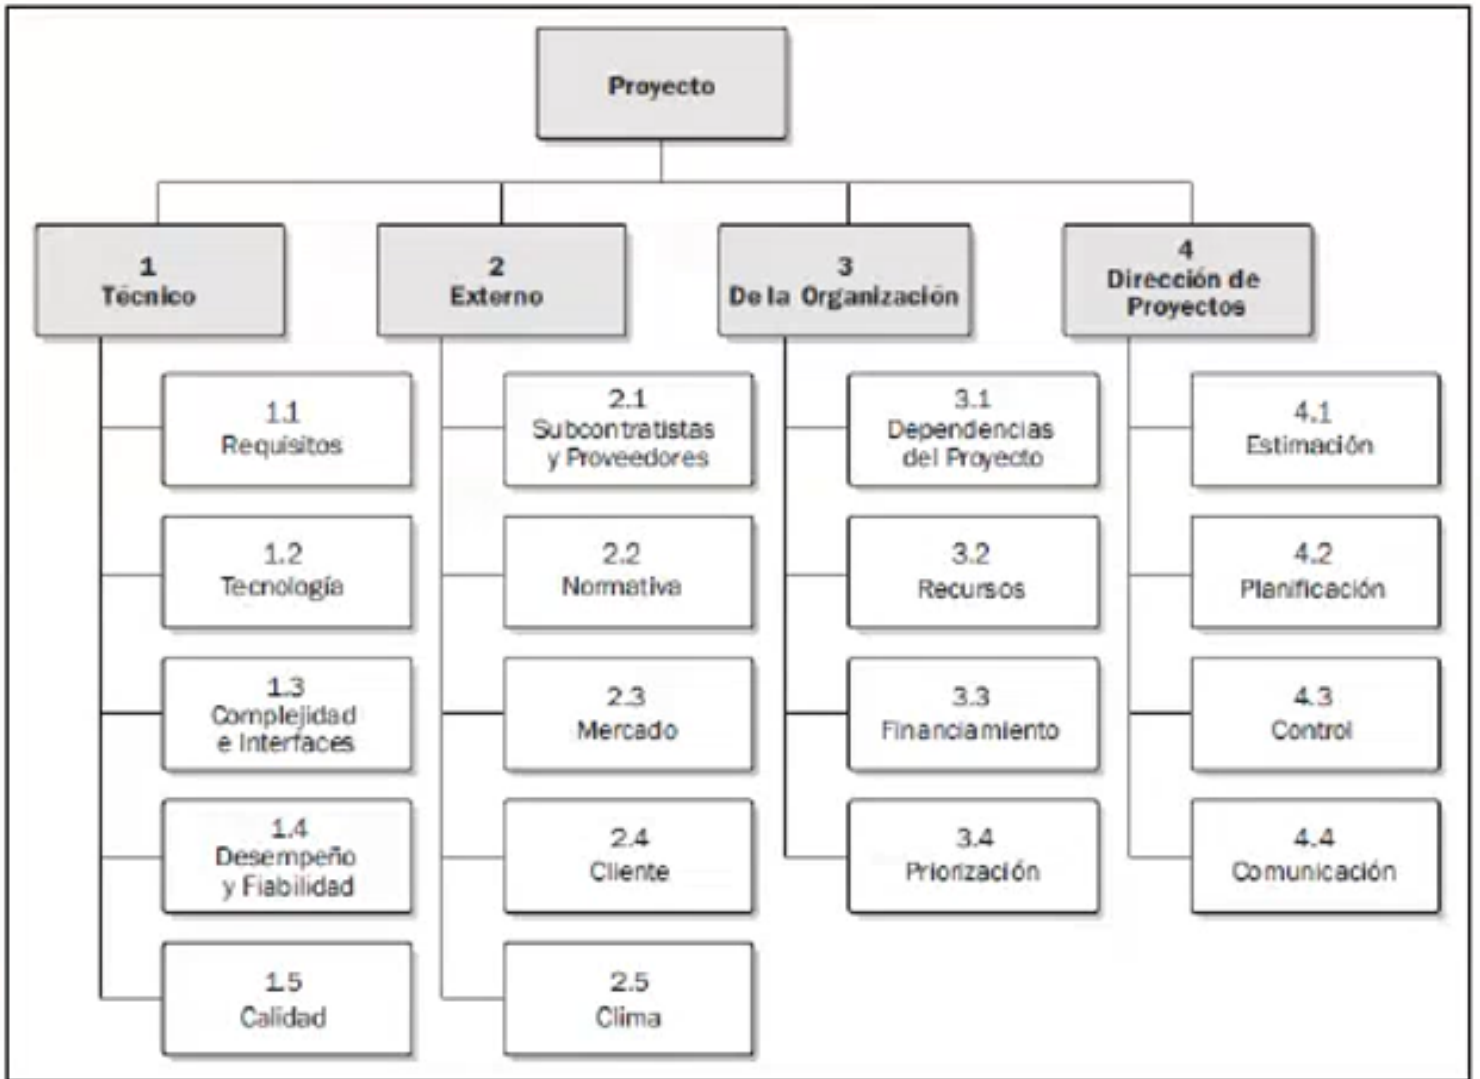 Proyecto
1
Técnico
2
Externo
3
De la Organización
4
Dirección de
Proyectos
1.1
Requisitos
1.2
Tecnología
1.3
Complejidad
e Interfaces
1.4
Desempeño
y Fiabilidad
1.5
Calidad
2.1
Subcontratistas
y Proveedores
2.2
Normativa
2.3
Mercado
2.4
Cliente
2.5
Clima
3.1
Dependencias
del Proyecto
3.2
Recursos
3.3
Financiamiento
3.4
Priorización
4.1
Estimación
4.2
Planificación
4.3
Control
4.4
Comunicación